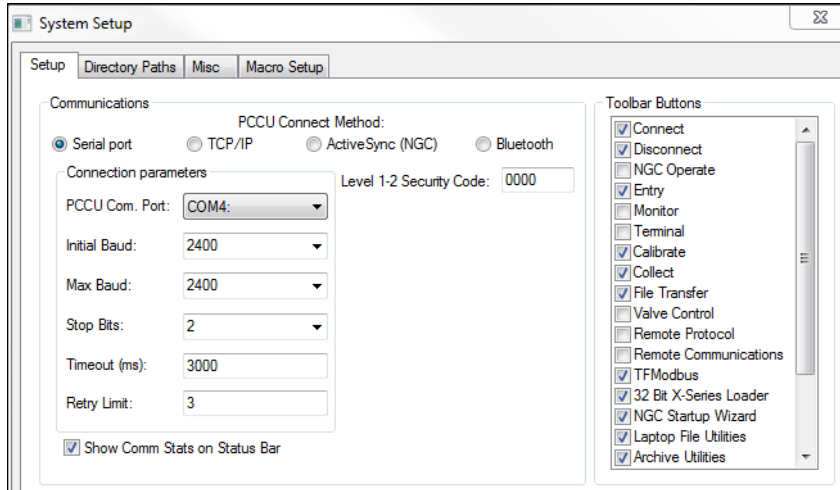 System Setup
Setup Directory Paths Misc Macro Setup
Communications
PCCU Connect Method:
Serial port TCP/IP ActiveSync (NGC) Bluetooth
Connection parameters
Level 1-2 Security Code: 0000
PCCU Com. Port: COM4:
Initial Baud: 2400
Max Baud: 2400
Stop Bits: 2
Timeout (ms): 3000
Retry Limit: 3
Show Comm Stats on Status Bar
Toolbar Buttons
Connect
Disconnect
NGC Operate
Entry
Monitor
Terminal
Calibrate
Collect
File Transfer
Valve Control
Remote Protocol
Remote Communications
TFModbus
32 Bit X-Series Loader
NGC Startup Wizard
Laptop File Utilities
Archive Utilities